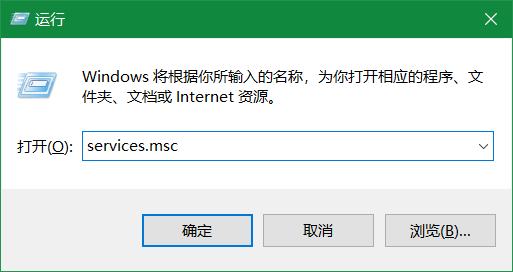 运行
Windows 将根据你所输入的名称，为你打开相应的程序、文
件夹、文档或 Internet 资源。
打开(O): services.msc
确定 取消 浏览(B)...